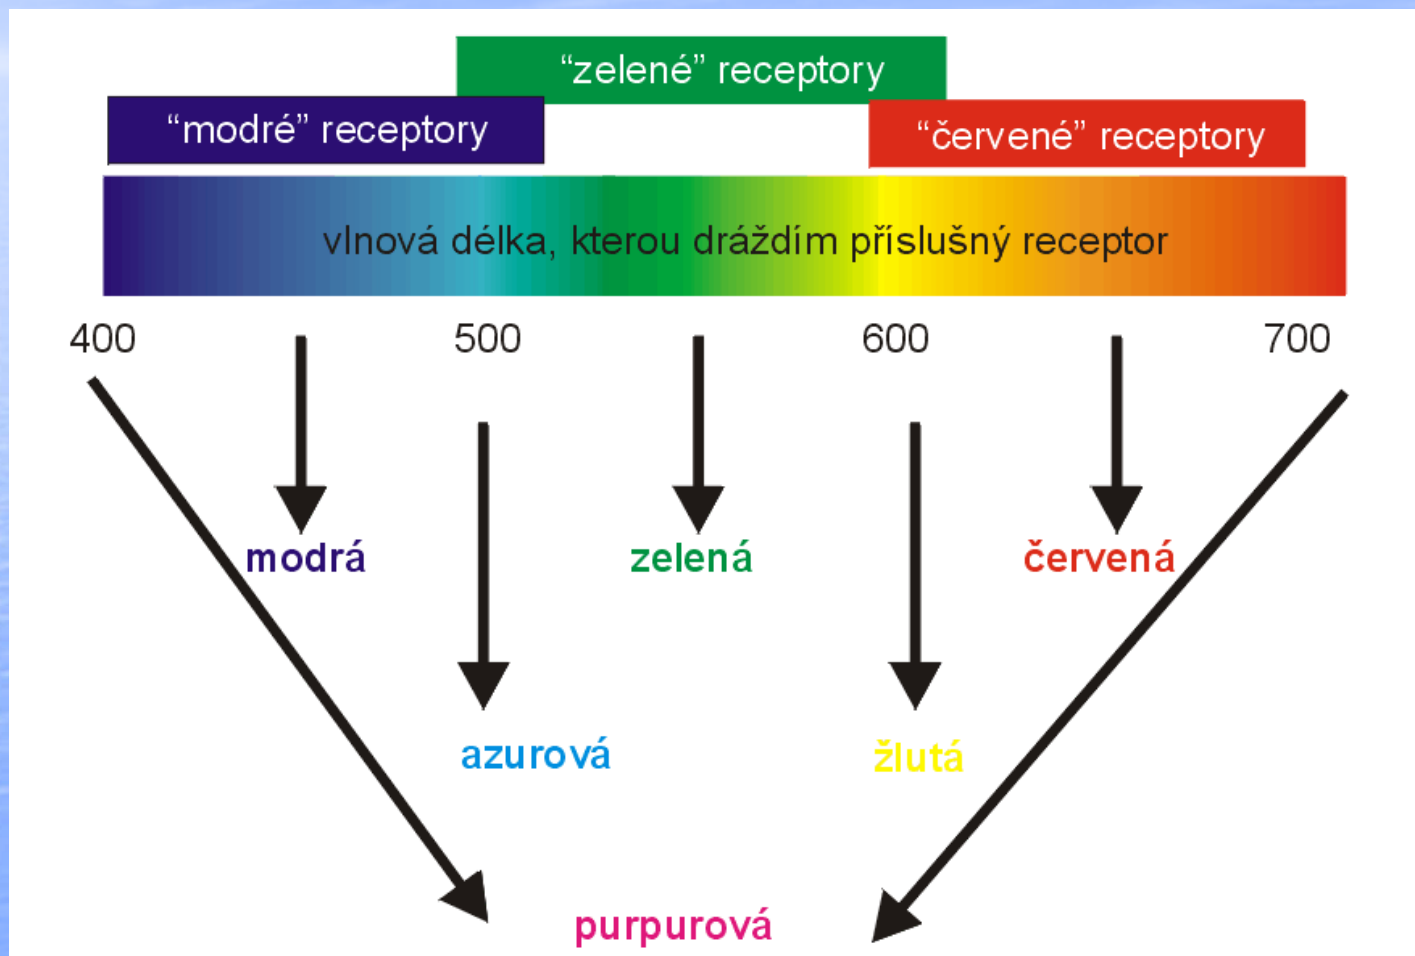 “zelené” receptory
“modré” receptory
“červené” receptory
vlnová délka, kterou dráždím příslušný receptor
400 500 600 700
modrá zelená červená
azurová žlutá
purpurová